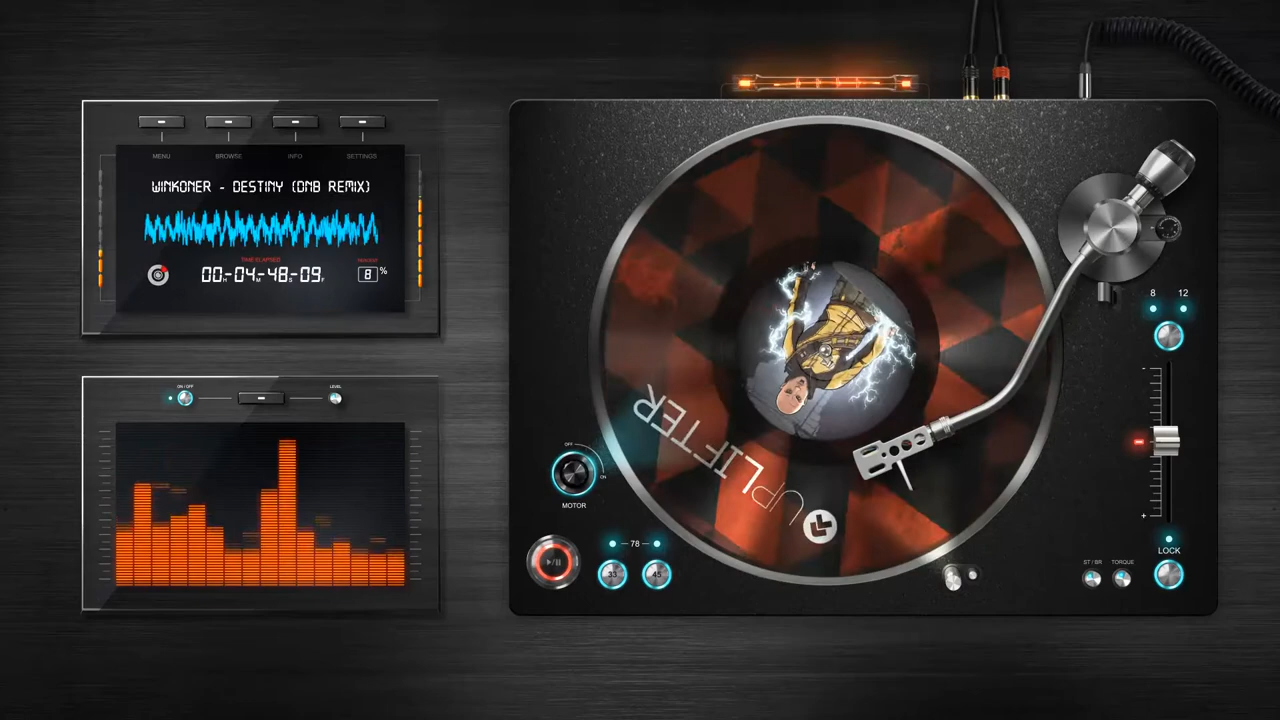 MENU BROWSE INFO SETTINGS
WINKONER - DESTINY (DNB REMIX)
TIME ELAPSED
00H-04M-48S-09F
8 %
ON / OFF
LEVEL
UPLIFTER
OFF
ON
MOTOR
78
33 45
8 12
-
+
LOCK
ST / BR TORQUE